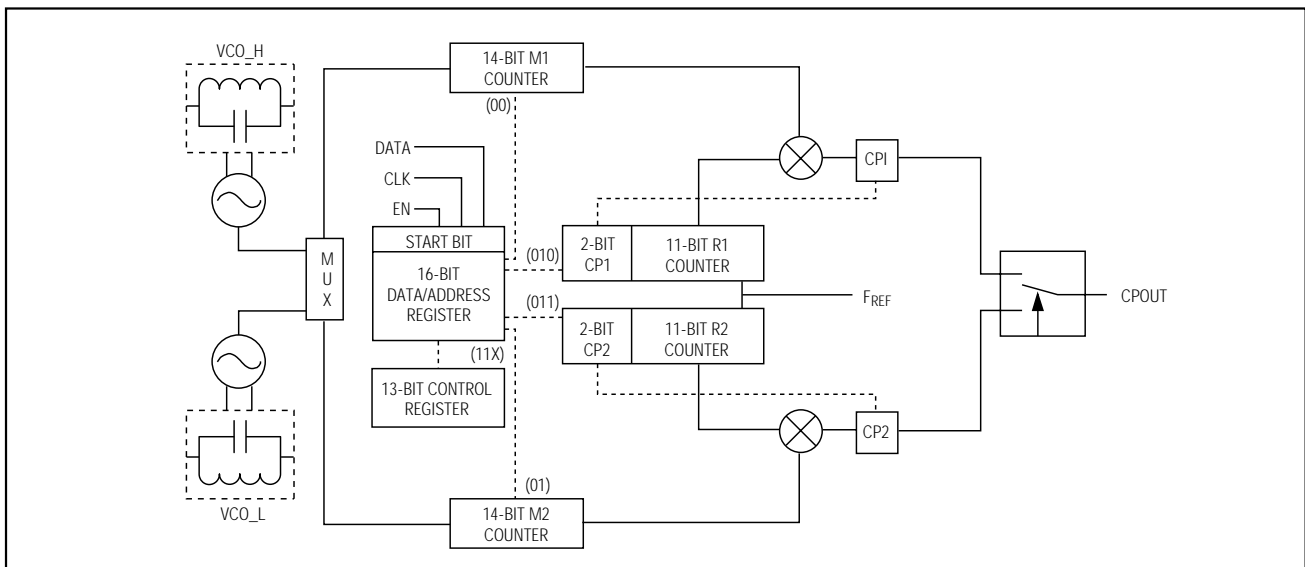 VCO_H
14-BIT M1
COUNTER
(00)
DATA
CLK
EN
START BIT
16-BIT
DATA/ADDRESS
REGISTER
(010)
(011)
(11X)
13-BIT CONTROL
REGISTER
M
U
X
2-BIT
CP1
11-BIT R1
COUNTER
2-BIT
CP2
11-BIT R2
COUNTER
FREF
CP1
CP2
CPOUT
VCO_L
(01)
14-BIT M2
COUNTER